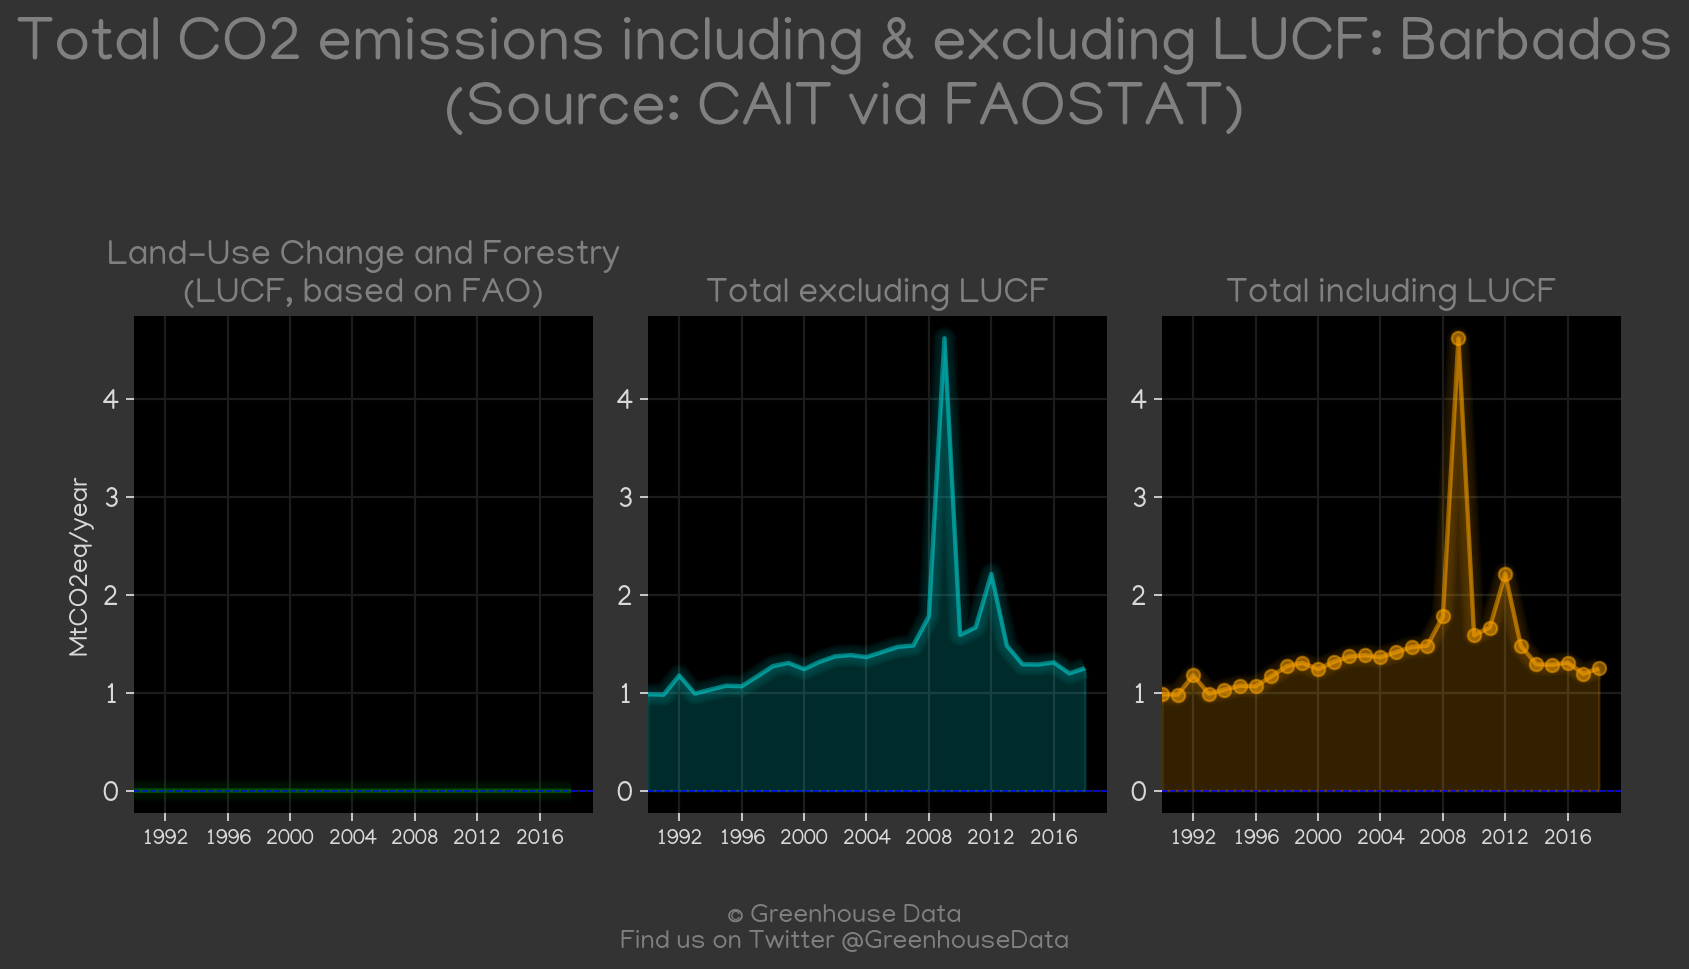 Total CO2 emissions including & excluding LUCF: Barbados
(Source: CAIT via FAOSTAT)
Land-Use Change and Forestry
(LUCF, based on FAO)
Total excluding LUCF
Total including LUCF
MtCO2eq/year
4
3
2
1
0
1992 1996 2000 2004 2008 2012 2016
4
3
2
1
0
1992 1996 2000 2004 2008 2012 2016
4
3
2
1
0
1992 1996 2000 2004 2008 2012 2016
© Greenhouse Data
Find us on Twitter @GreenhouseData